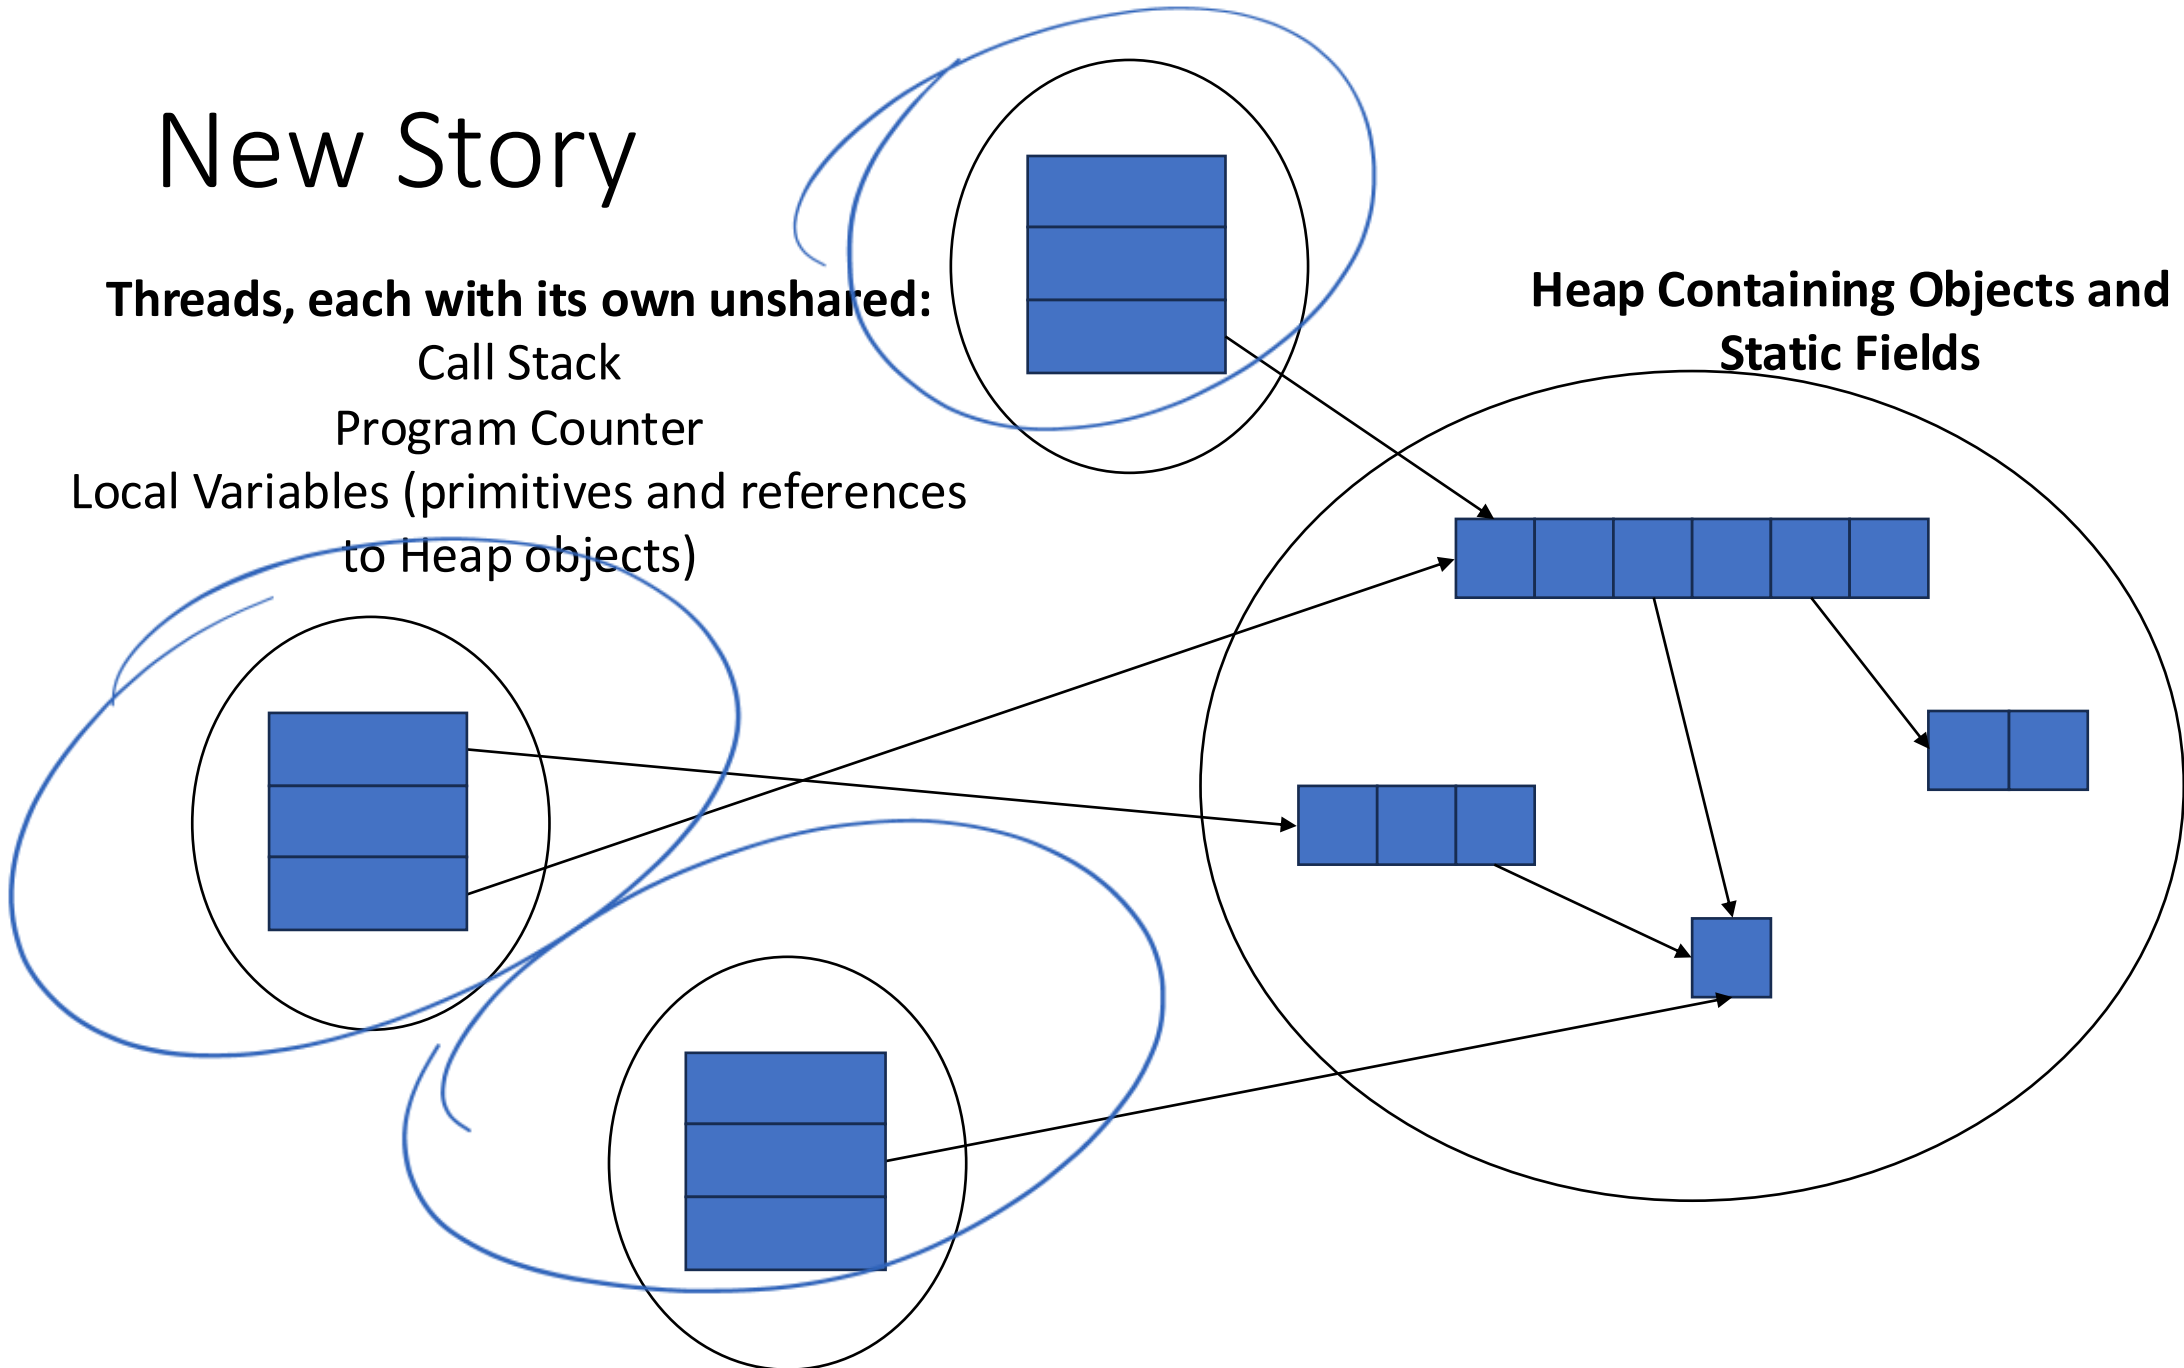 New Story
Threads, each with its own unshared:
Call Stack
Program Counter
Local Variables (primitives and references
to Heap objects)
Heap Containing Objects and
Static Fields